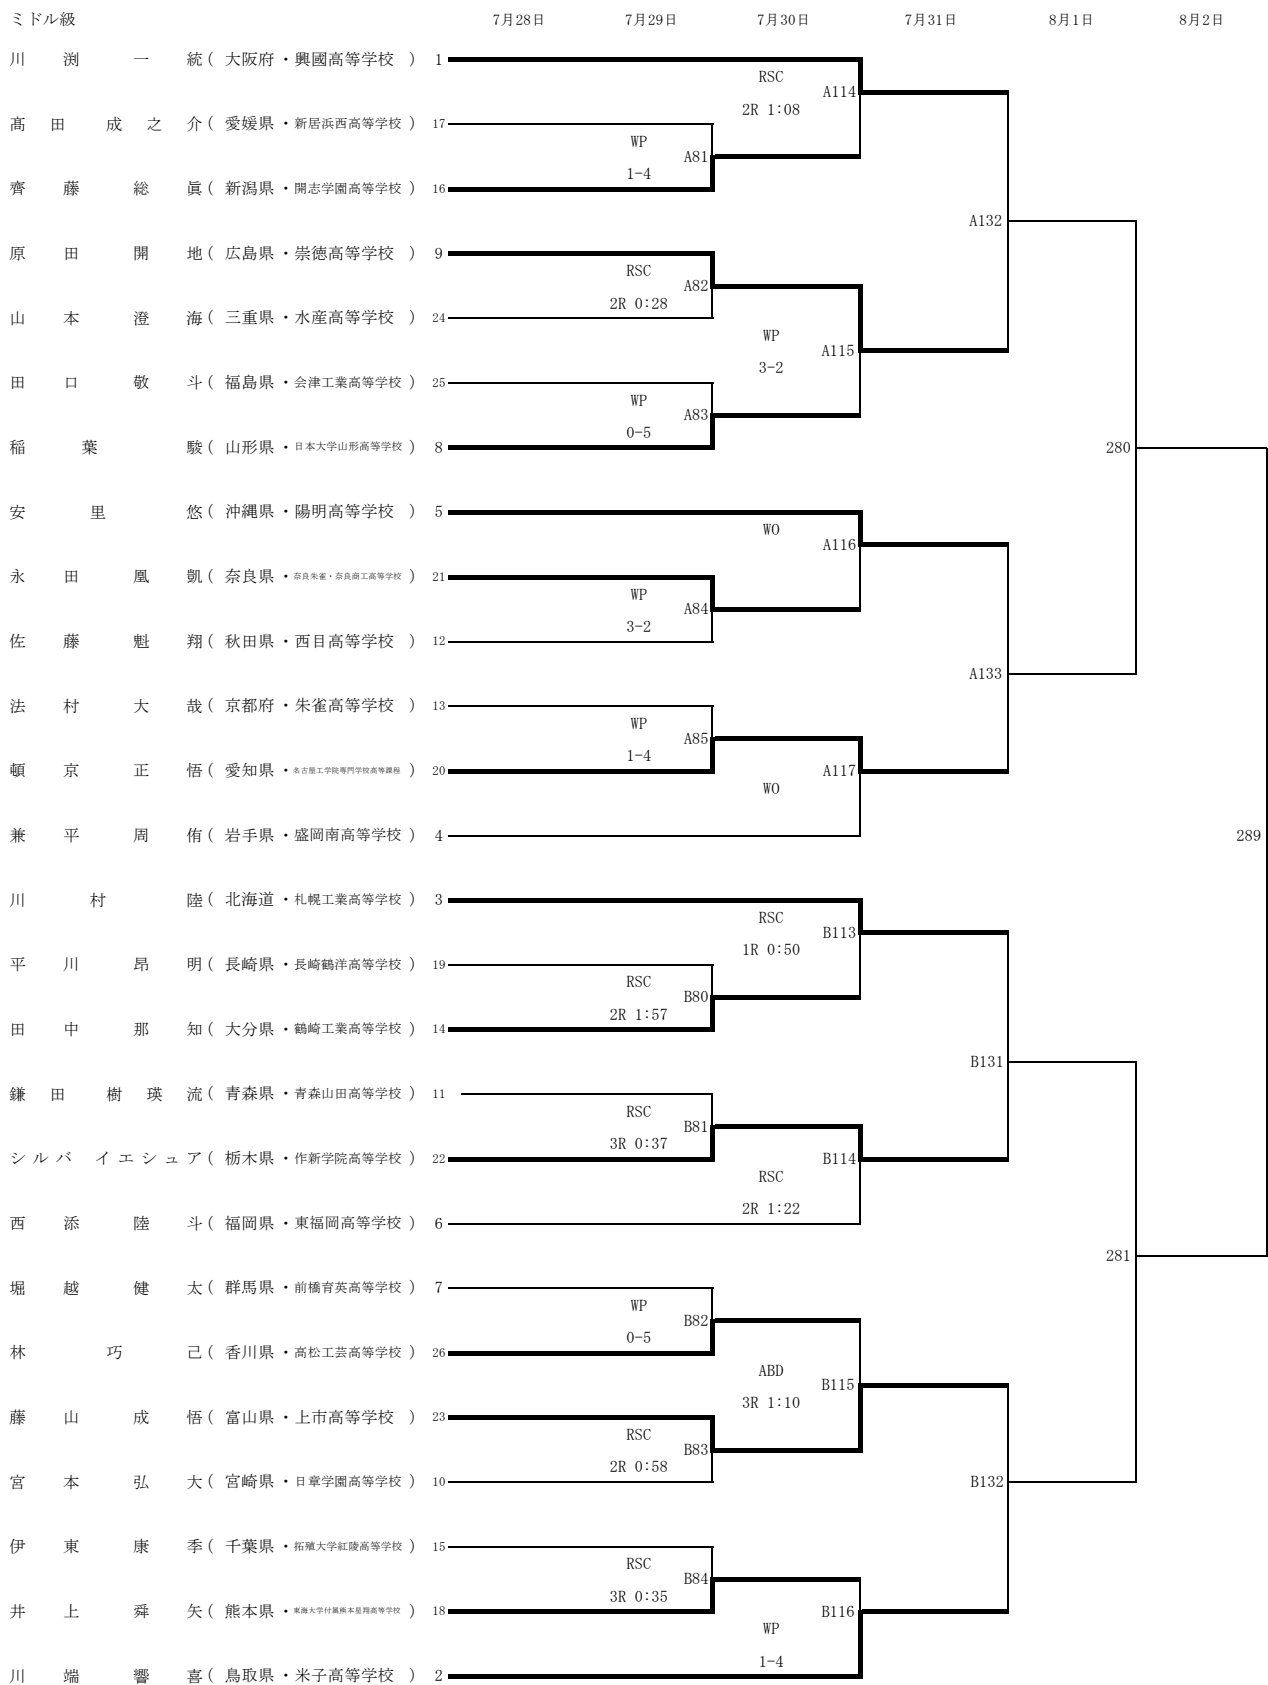 ミドル級 7月28日 7月29日 7月30日 7月31日 8月1日 8月2日
川渕一統(大阪府・興國高等学校) 1
RSC
A114
2R 1:08
髙田成之介(愛媛県・新居浜西高等学校) 17
WP
A81
1-4
齊藤総眞(新潟県・開志学園高等学校) 16
A132
原田開地(広島県・崇徳高等学校) 9
RSC
A82
2R 0:28
山本澄海(三重県・水産高等学校) 24
WP
A115
3-2
田口敬斗(福島県・会津工業高等学校) 25
WP
A83
0-5
稲葉駿(山形県・日本大学山形高等学校) 8
280
安里悠(沖縄県・陽明高等学校) 5
WO
A116
永田凰凱(奈良県・奈良朱雀・奈良商工高等学校) 21
WP
A84
3-2
佐藤魁翔(秋田県・西目高等学校) 12
A133
法村大哉(京都府・朱雀高等学校) 13
WP
A85
1-4
頓京正悟(愛知県・名古屋工学院専門学校高等課程) 20
A117
WO
兼平周侑(岩手県・盛岡南高等学校) 4
289
川村陸(北海道・札幌工業高等学校) 3
RSC
B113
1R 0:50
平川昂明(長崎県・長崎鶴洋高等学校) 19
RSC
B80
2R 1:57
田中那知(大分県・鶴崎工業高等学校) 14
B131
鎌田樹瑛流(青森県・青森山田高等学校) 11
RSC
B81
3R 0:37
シルバイエシュア(栃木県・作新学院高等学校) 22
B114
RSC
2R 1:22
西添陸斗(福岡県・東福岡高等学校) 6
281
堀越健太(群馬県・前橋育英高等学校) 7
WP
B82
0-5
林巧己(香川県・高松工芸高等学校) 26
ABD
B115
3R 1:10
藤山成悟(富山県・上市高等学校) 23
RSC
B83
2R 0:58
宮本弘大(宮崎県・日章学園高等学校) 10
B132
伊東康季(千葉県・拓殖大学紅陵高等学校) 15
RSC
B84
3R 0:35
井上舜矢(熊本県・東海大学付属熊本星翔高等学校) 18
B116
WP
1-4
川端響喜(鳥取県・米子高等学校) 2